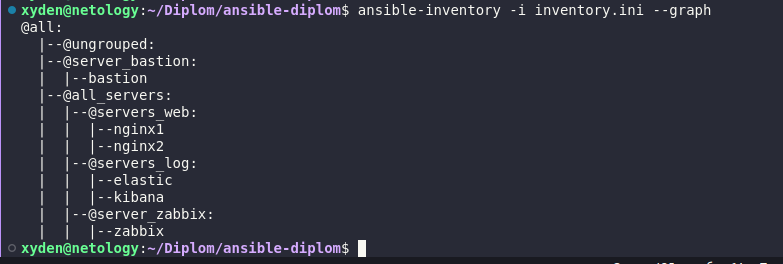 xyden@netology:~/Diplom/ansible-diplom$ ansible-inventory -i inventory.ini --graph
@all:
  |--@ungrouped:
  |--@server_bastion:
  |  |--bastion
  |--@all_servers:
  |  |--@servers_web:
  |  |  |--nginx1
  |  |  |--nginx2
  |  |--@servers_log:
  |  |  |--elastic
  |  |  |--kibana
  |  |--@server_zabbix:
  |  |  |--zabbix
xyden@netology:~/Diplom/ansible-diplom$